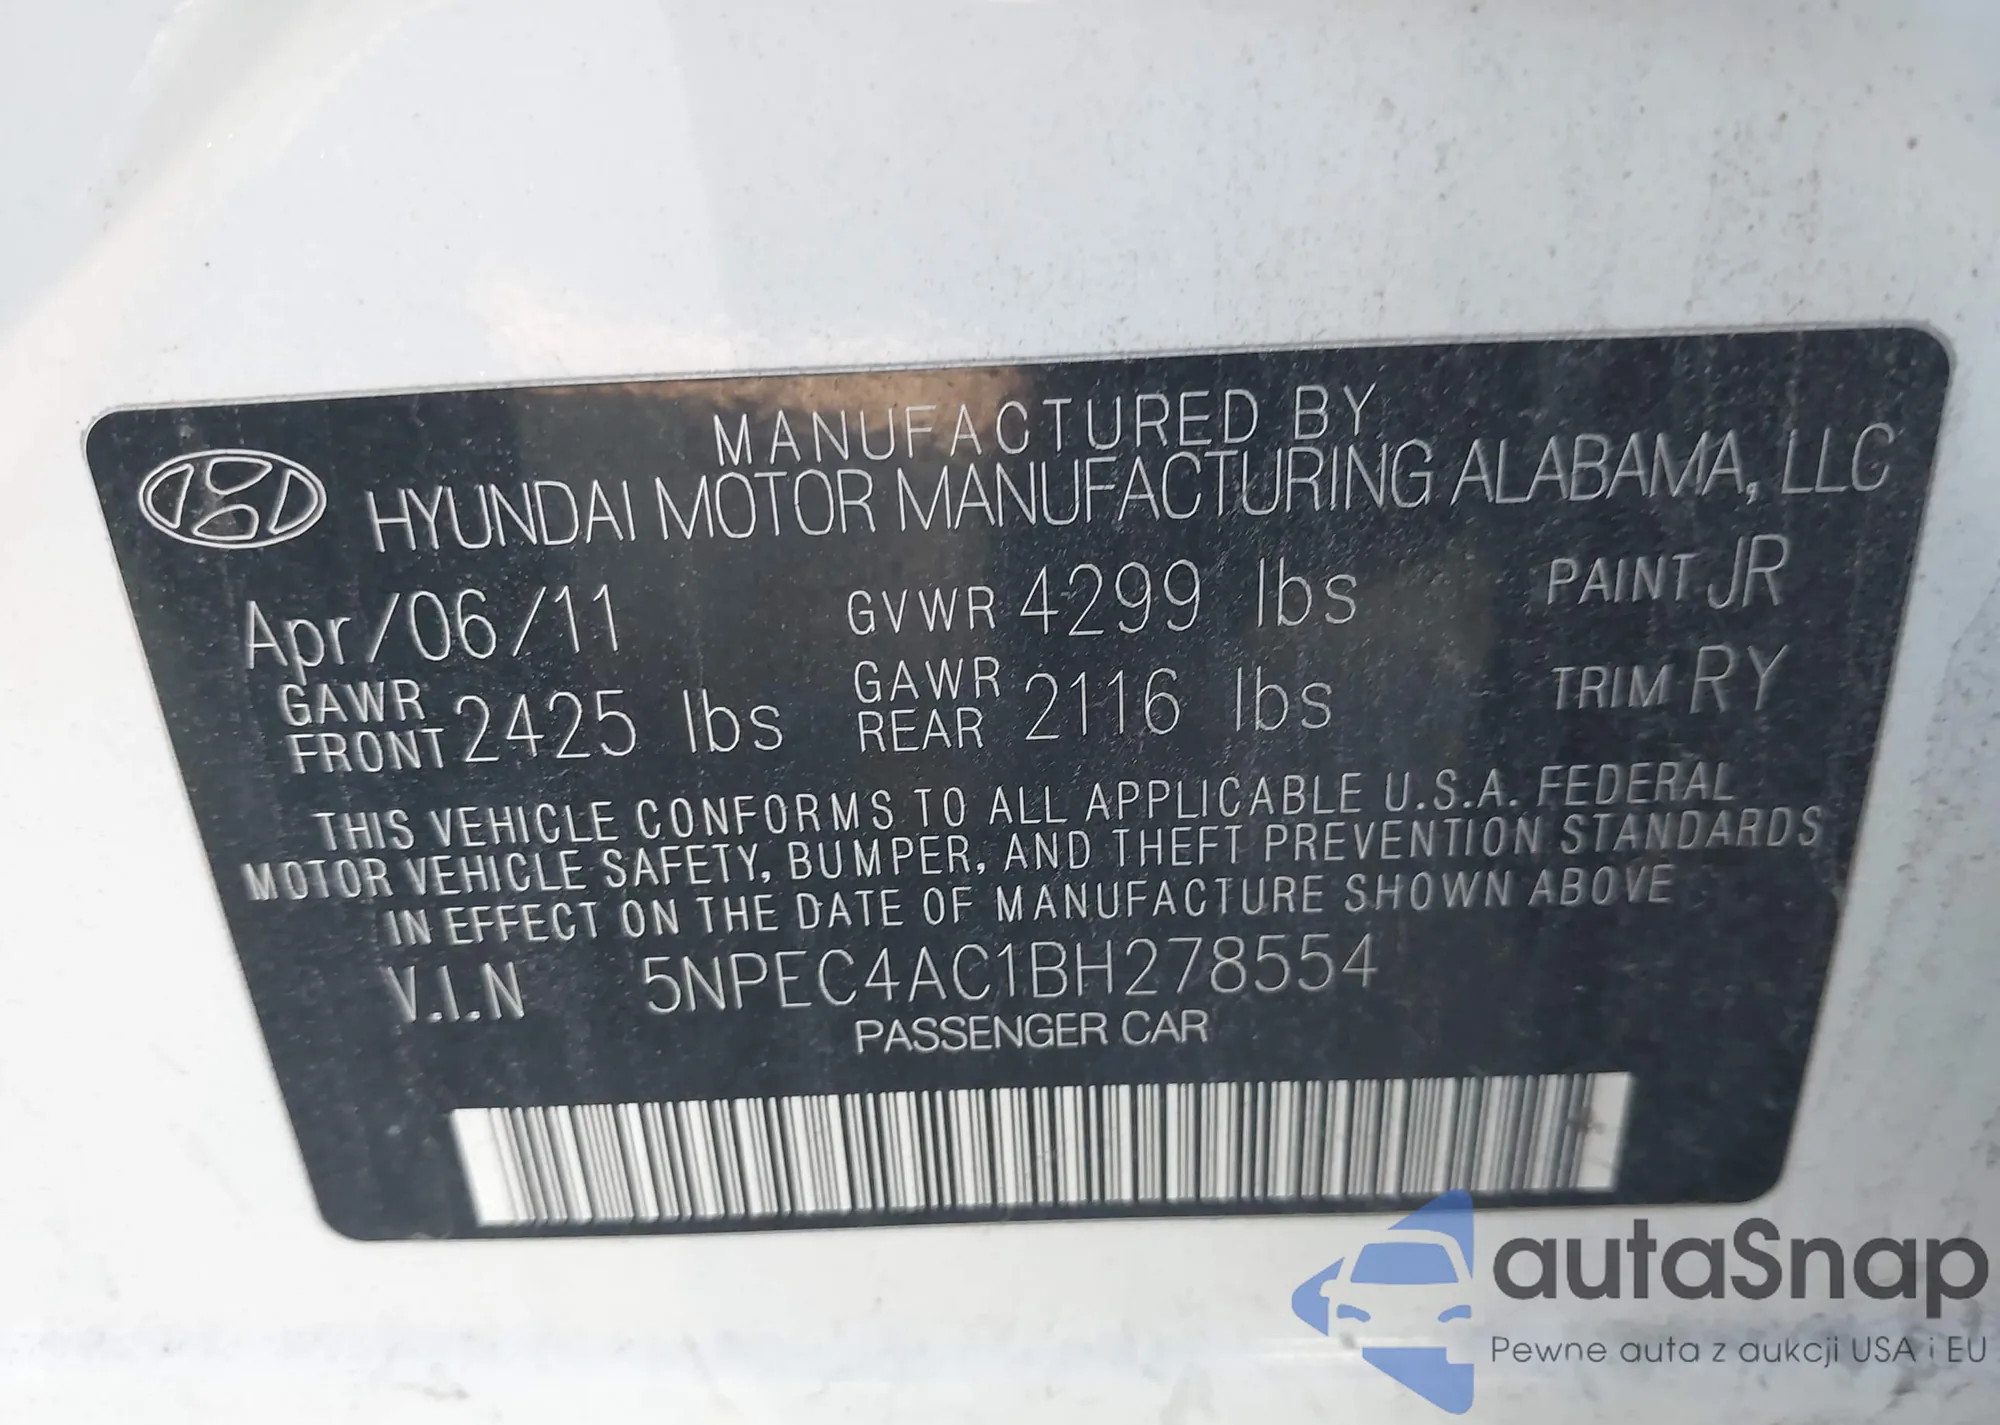 MANUFACTURED BY
HYUNDAI MOTOR MANUFACTURING ALABAMA, LLC
Apr/06/11 GVWR 4299 lbs PAINT JR
GAWR FRONT 2425 lbs GAWR REAR 2116 lbs TRIM RY
THIS VEHICLE CONFORMS TO ALL APPLICABLE U.S.A. FEDERAL
MOTOR VEHICLE SAFETY, BUMPER, AND THEFT PREVENTION STANDARDS
IN EFFECT ON THE DATE OF MANUFACTURE SHOWN ABOVE
V.I.N 5NPEC4AC1BH278554
PASSENGER CAR
autaSnap
Pewne auta z aukcji USA i EU